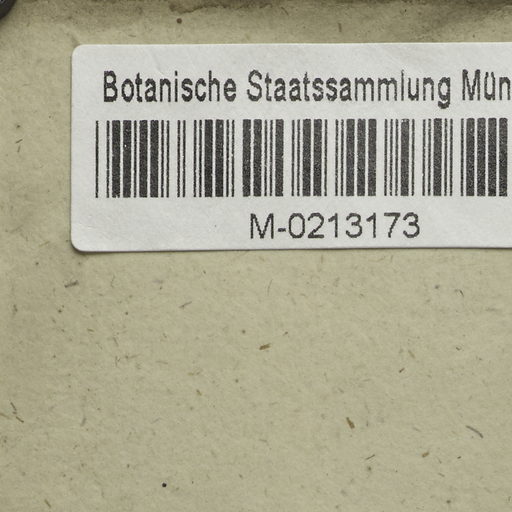 Botanische Staatssammlung Mün
M-0213173